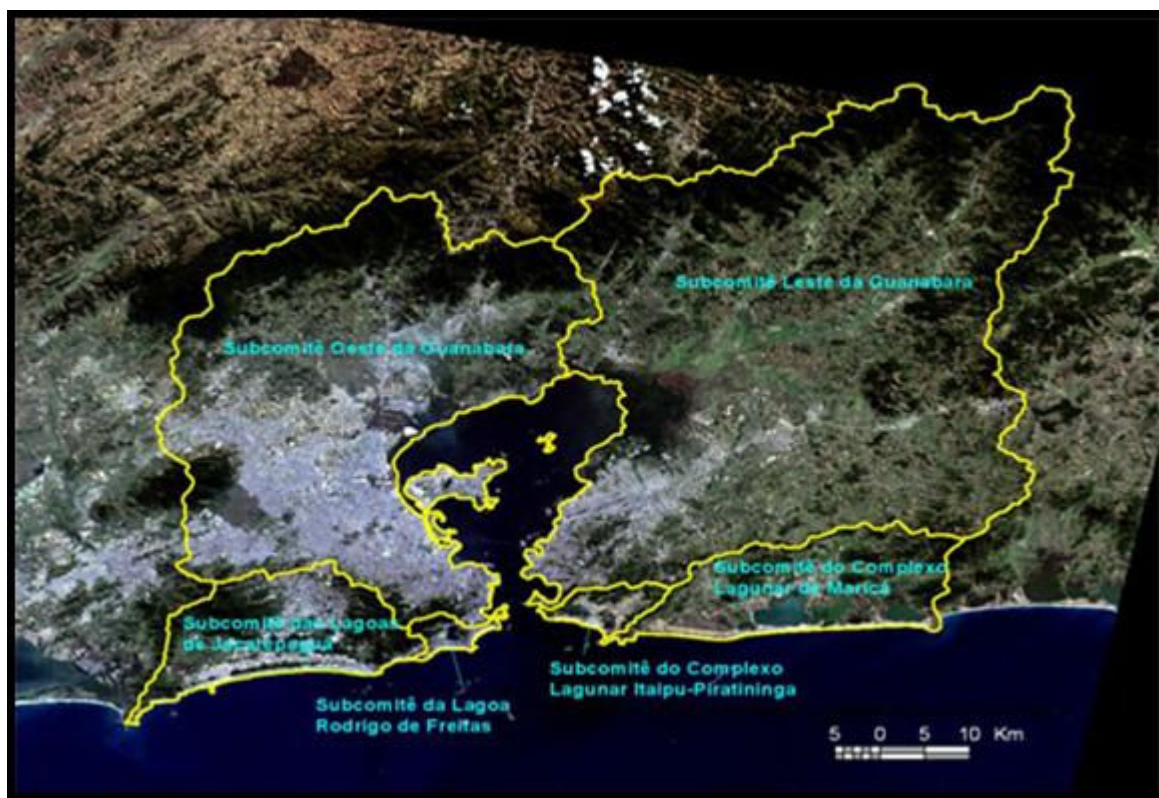 Subcomitê Leste da Guanabara
Subcomitê Oeste da Guanabara
Subcomitê do Complexo
Lagunar de Maricá
Subcomitê das Lagoas
de Jacarepaguá
Subcomitê do Complexo
Lagunar Itaipu-Piratininga
Subcomitê da Lagoa
Rodrigo de Freitas
5 0 5 10 Km